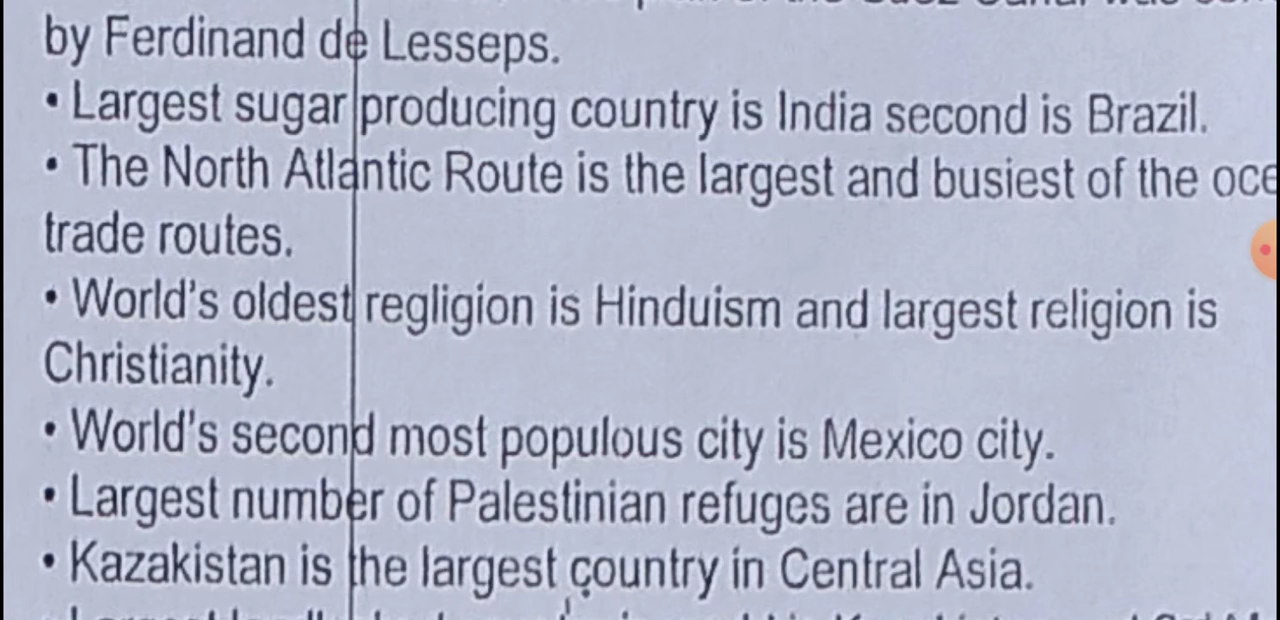 by Ferdinand de Lesseps.
• Largest sugar producing country is India second is Brazil.
• The North Atlantic Route is the largest and busiest of the oce
trade routes.
• World's oldest regligion is Hinduism and largest religion is
Christianity.
• World's second most populous city is Mexico city.
• Largest number of Palestinian refuges are in Jordan.
• Kazakistan is the largest country in Central Asia.